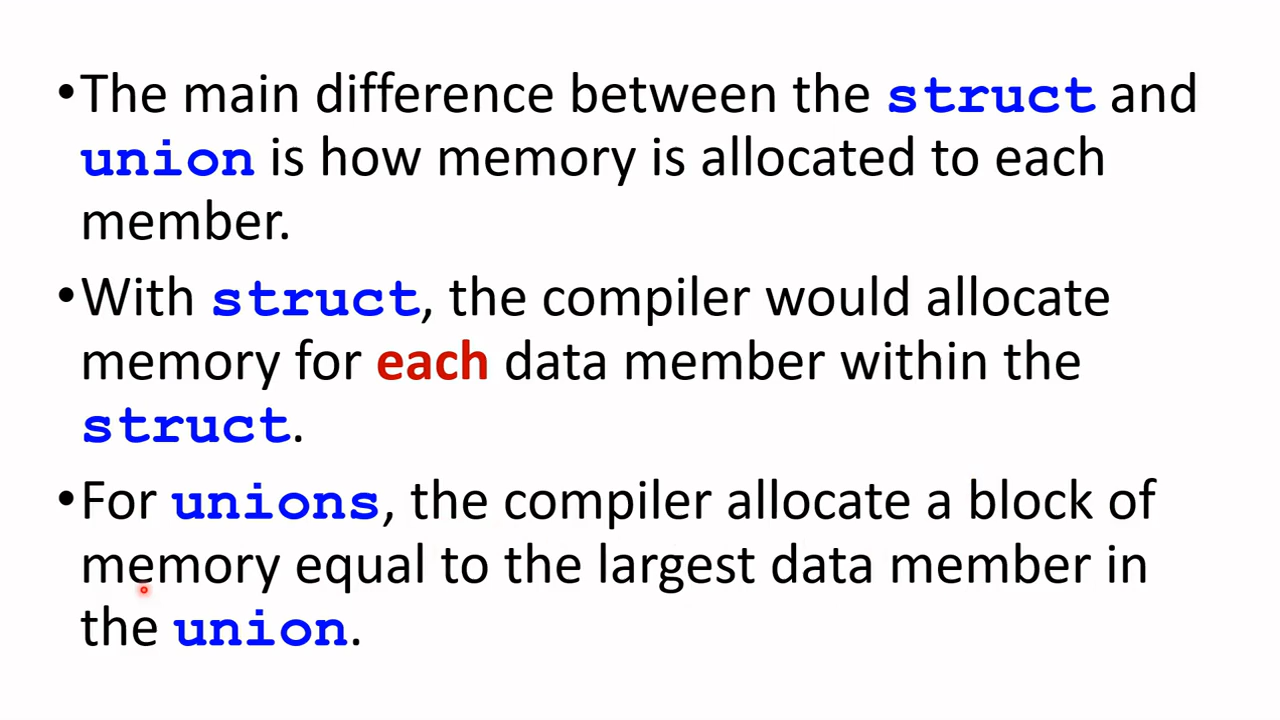 •The main difference between the struct and
union is how memory is allocated to each
member.
•With struct, the compiler would allocate
memory for each data member within the
struct.
•For unions, the compiler allocate a block of
memory equal to the largest data member in
the union.